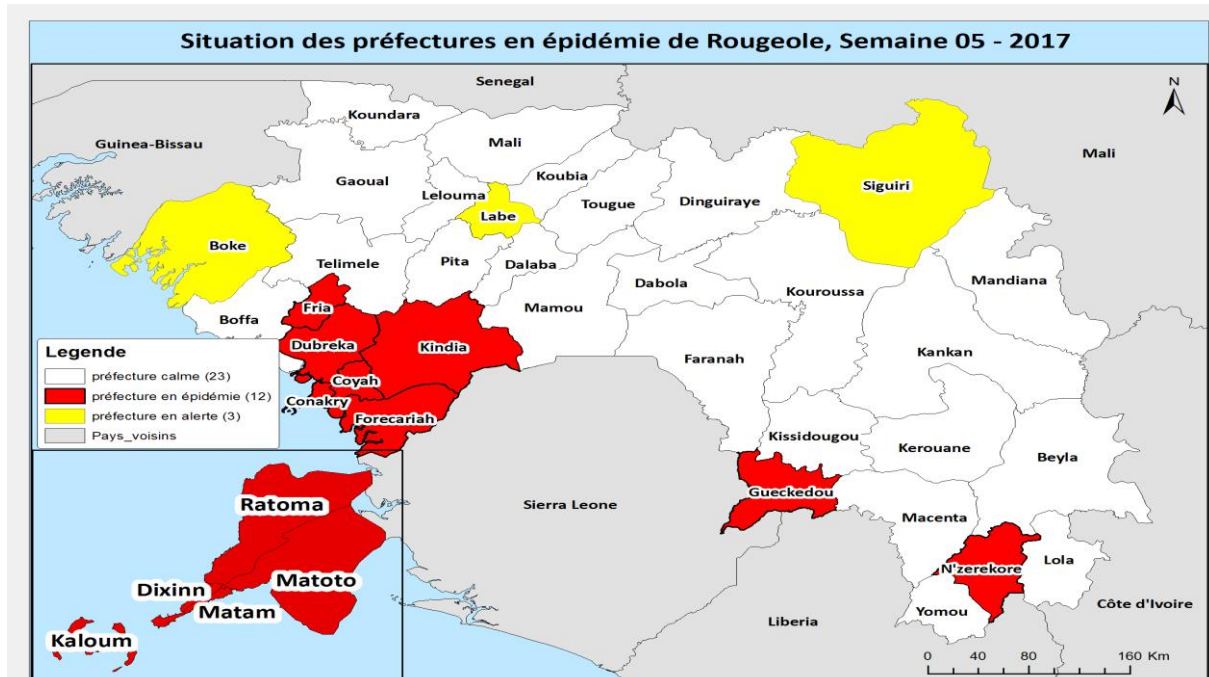 Situation des préfectures en épidémie de Rougeole, Semaine 05 - 2017
Senegal
N
Koundara
Guinea-Bissau
Mali
Mali
Gaoual
Koubia
Lelouma
Siguiri
Labe
Tougue
Dinguiraye
Boke
Telimele
Pita
Dalaba
Dabola
Mandiana
Kouroussa
Fria
Mamou
Boffa
Dubreka
Kindia
Kankan
Faranah
Coyah
Conakry
Forecariah
Kissidougou
Kerouane
Beyla
Gueckedou
Sierra Leone
Macenta
N'zerekore
Lola
Yomou
Côte d'Ivoire
Liberia
Legende
préfecture calme (23)
préfecture en épidémie (12)
préfecture en alerte (3)
Pays_voisins
Ratoma
Dixinn
Matoto
Matam
Kaloum
0 40 80 160 Km